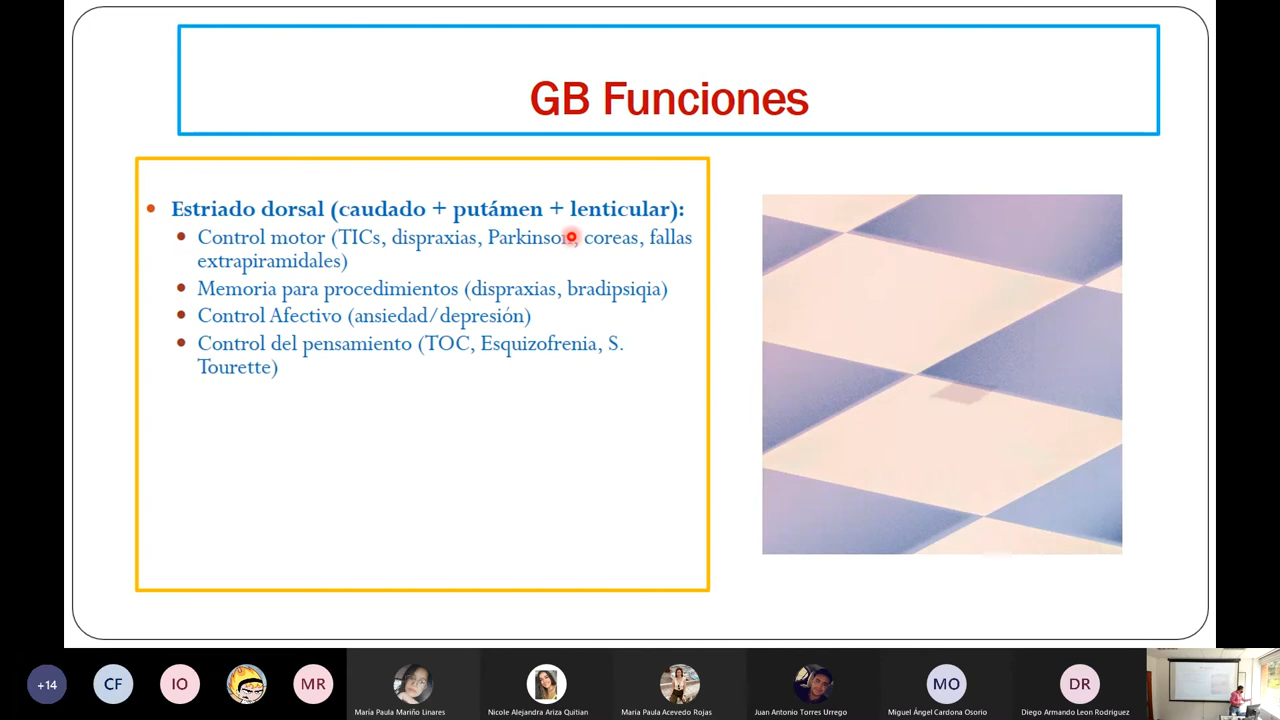 GB Funciones
Estriado dorsal (caudado + putámen + lenticular):
Control motor (TICs, dispraxias, Parkinson, coreas, fallas
extrapiramidales)
Memoria para procedimientos (dispraxias, bradipsiqia)
Control Afectivo (ansiedad/depresión)
Control del pensamiento (TOC, Esquizofrenia, S.
Tourette)
+14
CF
IO
MR
MO
DR
María Paula Mariño Linares
Nicole Alejandra Ariza Quitian
Maria Paula Acevedo Rojas
Juan Antonio Torres Urrego
Miguel Ángel Cardona Osorio
Diego Armando Leon Rodriguez